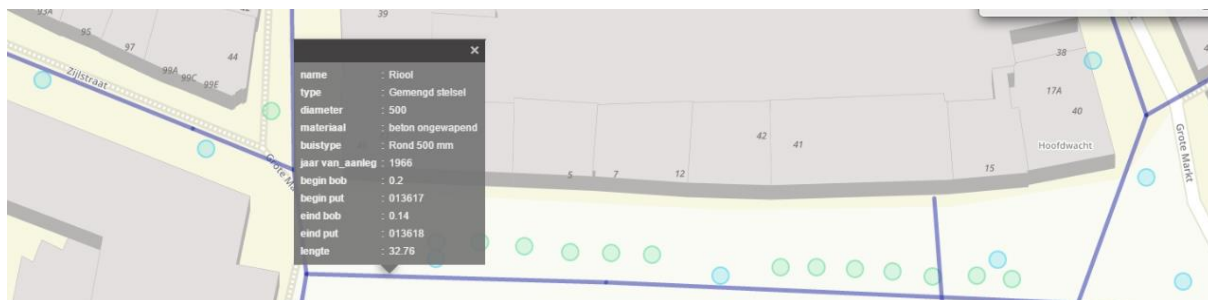 93A
95
97
44
99A
99C
99E
Zijlstraat
39
×
name : Riool
type : Gemengd stelsel
diameter : 500
materiaal : beton ongewapend
buistype : Rond 500 mm
jaar van_aanleg : 1966
begin bob : 0.2
begin put : 013617
eind bob : 0.14
eind put : 013618
lengte : 32.76
5
7
12
42
41
15
38
17A
40
Hoofdwacht
Grote Markt